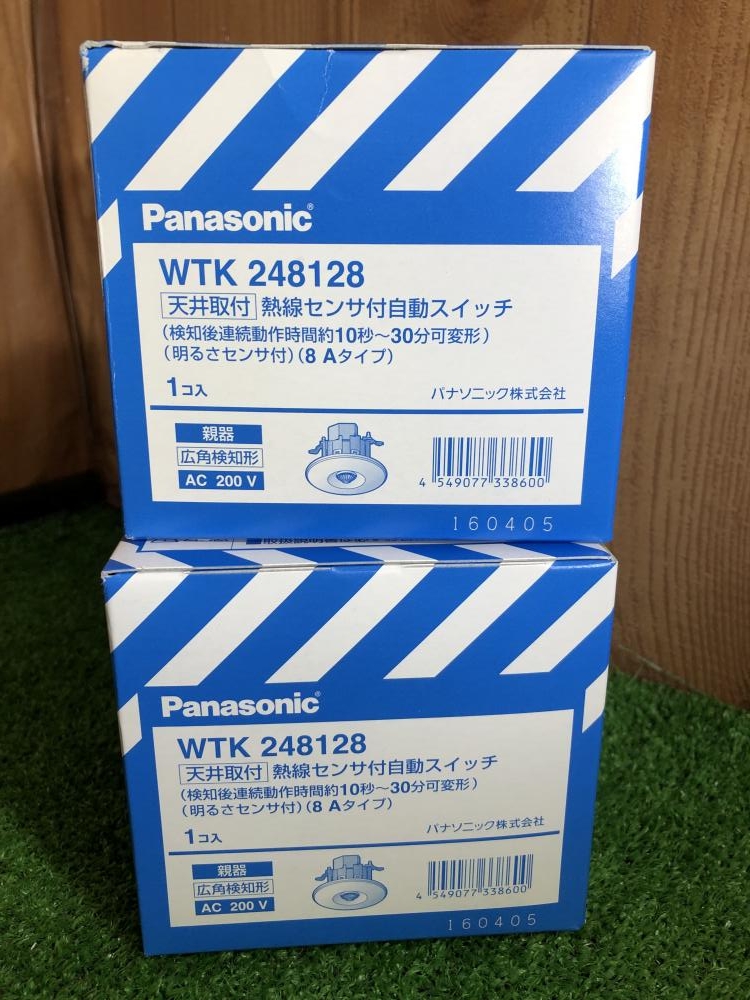 Panasonic®
WTK 248128
天井取付 熱線センサ付自動スイッチ
(検知後連続動作時間約10秒〜30分可変形)
(明るさセンサ付)(8 Aタイプ)
1コ入
パナソニック株式会社
親器
広角検知形
AC 200 V
4 549077 338600
160405
Panasonic®
WTK 248128
天井取付 熱線センサ付自動スイッチ
(検知後連続動作時間約10秒〜30分可変形)
(明るさセンサ付)(8 Aタイプ)
1コ入
パナソニック株式会社
親器
広角検知形
AC 200 V
4 549077 338600
160405